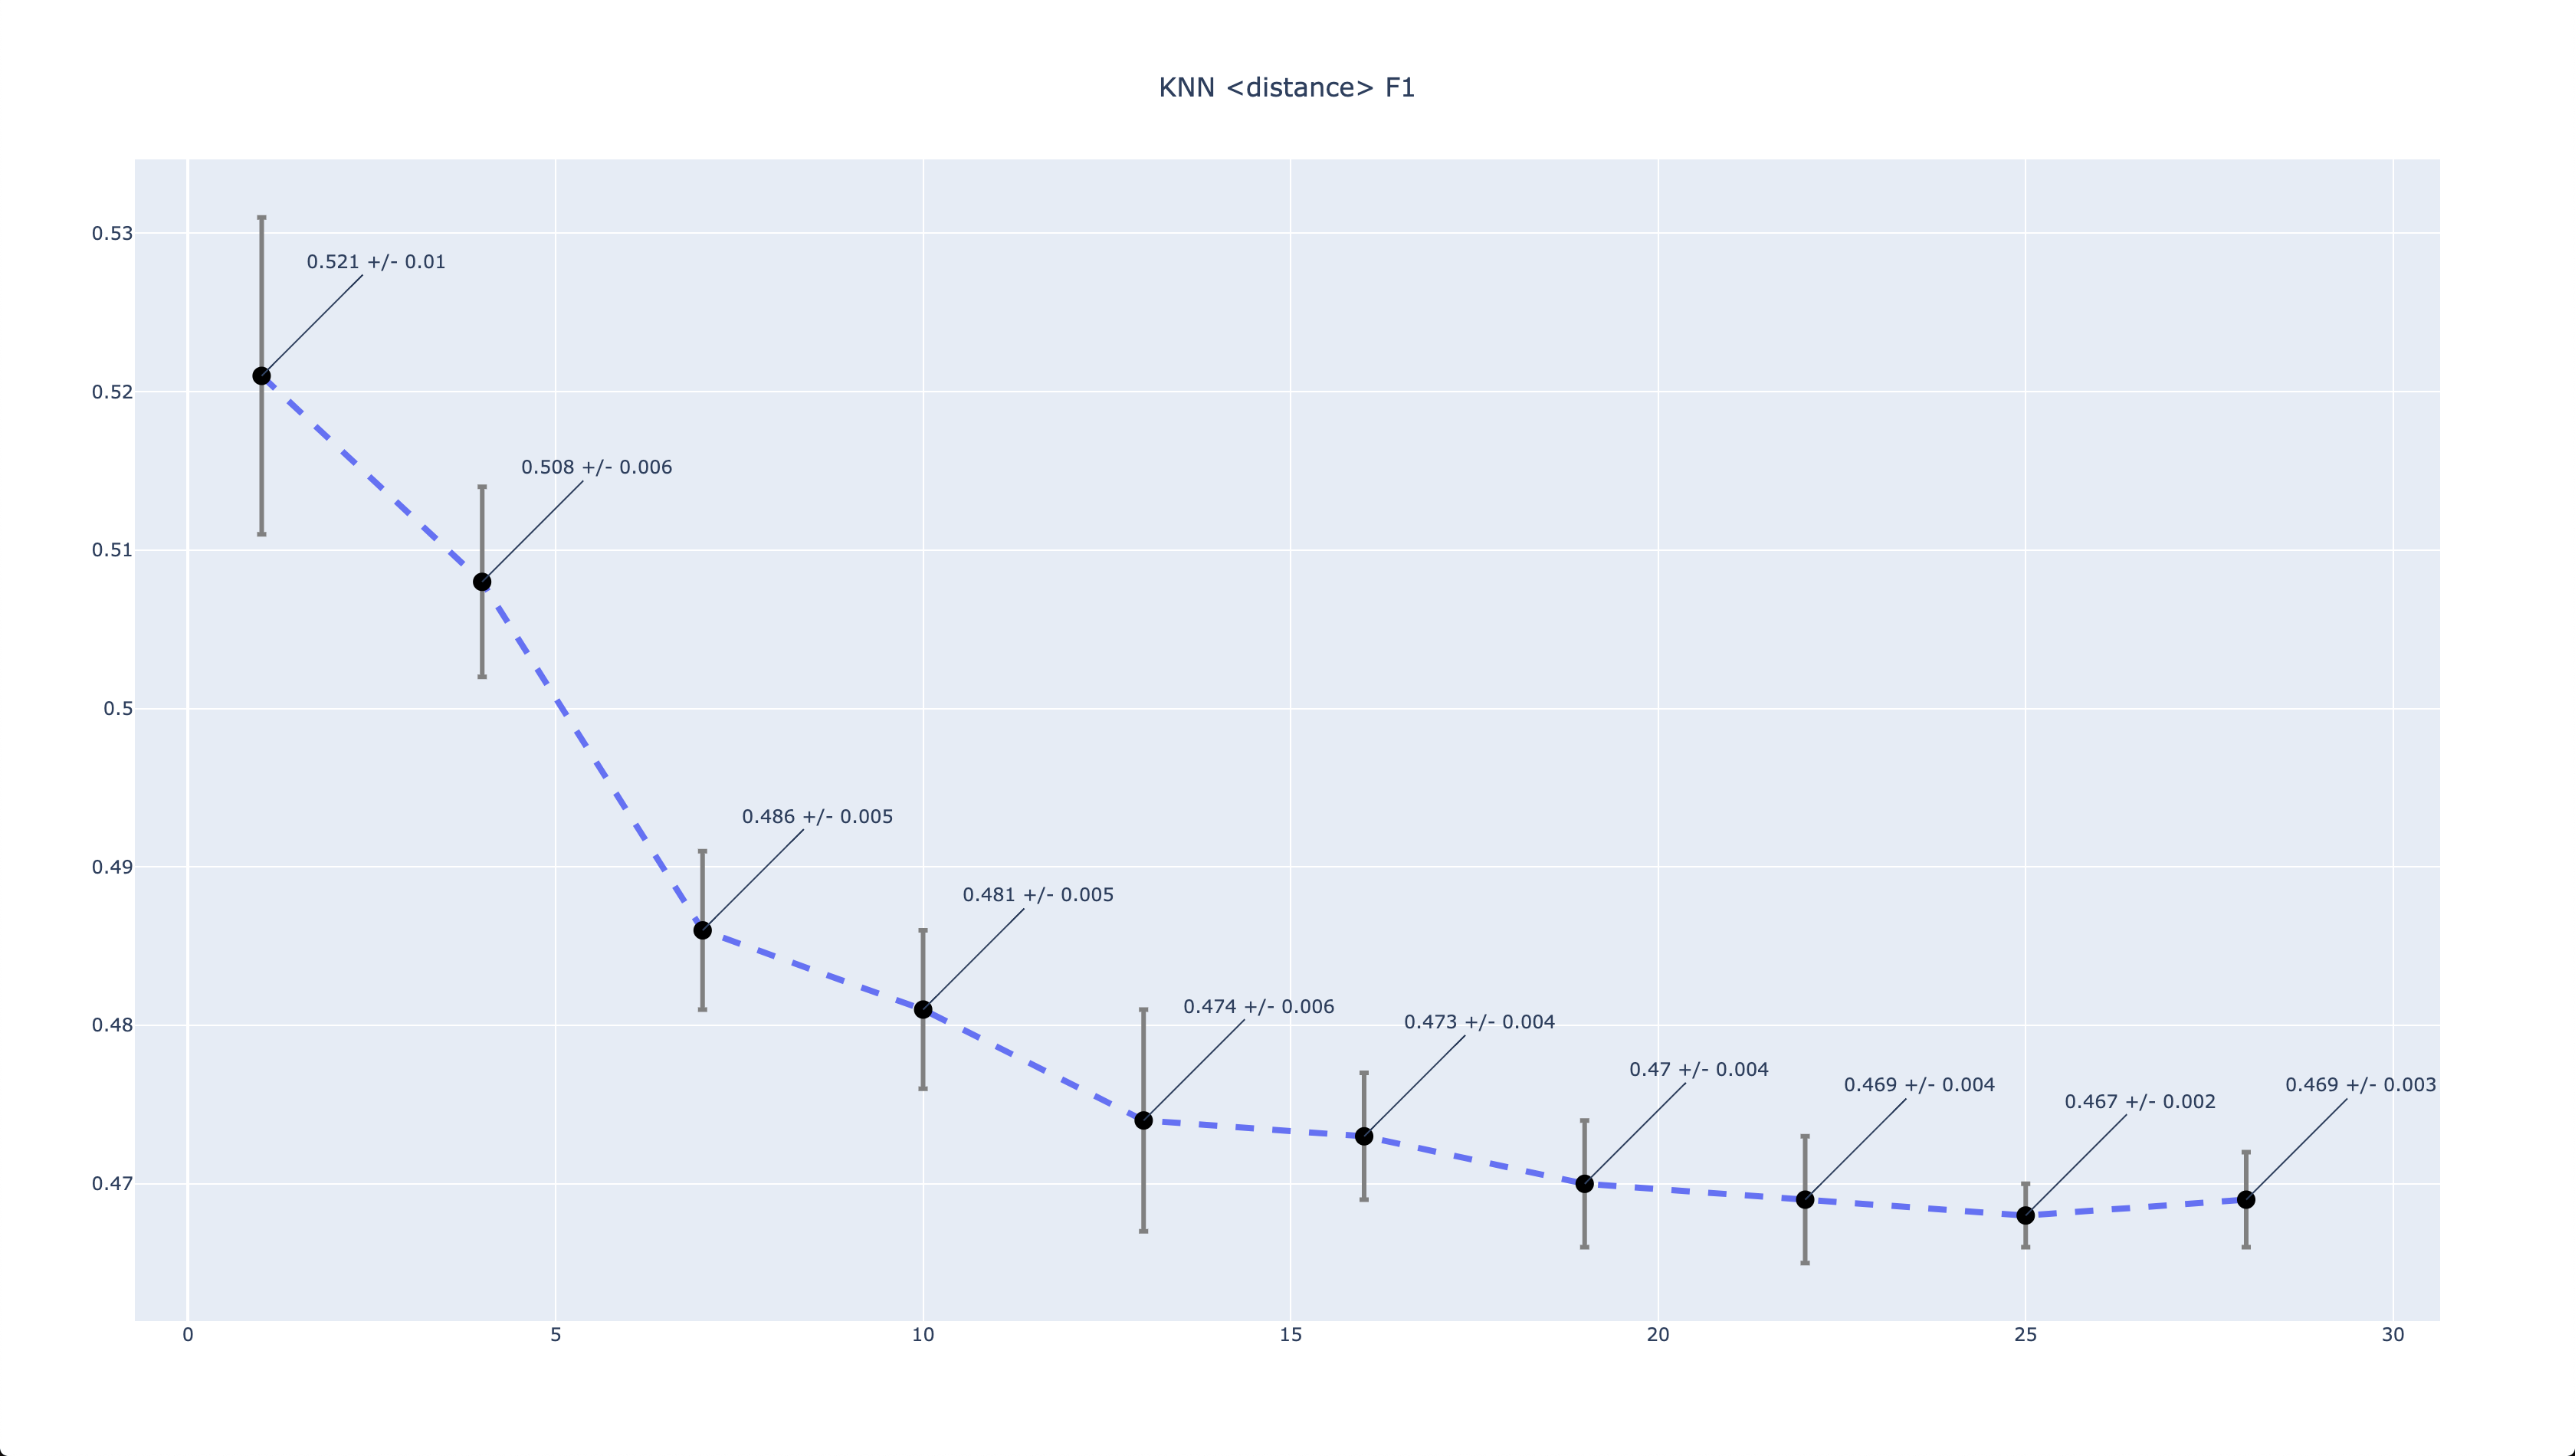 KNN <distance> F1
0.53
0.521 +/- 0.01
0.52
0.508 +/- 0.006
0.51
0.5
0.49
0.486 +/- 0.005
0.481 +/- 0.005
0.48
0.474 +/- 0.006
0.473 +/- 0.004
0.47 +/- 0.004
0.469 +/- 0.004
0.467 +/- 0.002
0.469 +/- 0.003
0.47
0 5 10 15 20 25 30